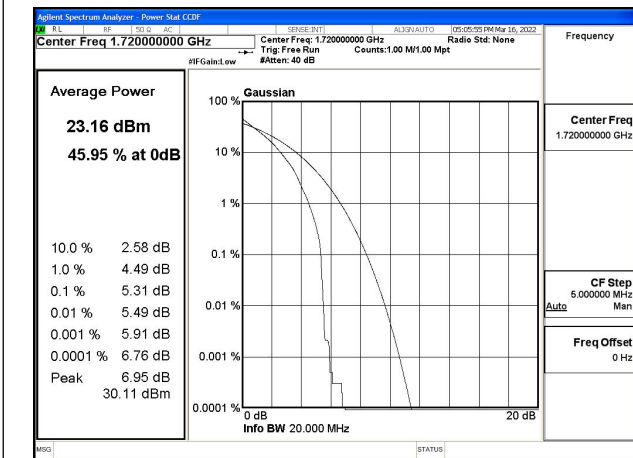 Agilent Spectrum Analyzer - Power Stat CCDF
RL RF 50 Ω AC SENSE:INT ALIGN AUTO 05:05:55 PM Mar 16, 2022
Center Freq 1.720000000 GHz
Center Freq: 1.720000000 GHz Radio Std: None
Trig: Free Run Counts:1.00 M/1.00 Mpt
#IFGain:Low #Atten: 40 dB
Frequency
Average Power
23.16 dBm
45.95 % at 0dB
10.0 % 2.58 dB
1.0 % 4.49 dB
0.1 % 5.31 dB
0.01 % 5.49 dB
0.001 % 5.91 dB
0.0001 % 6.76 dB
Peak 6.95 dB
30.11 dBm
Gaussian
100 %
10 %
1 %
0.1 %
0.01 %
0.001 %
0.0001 %
0 dB 20 dB
Info BW 20.000 MHz
Center Freq
1.720000000 GHz
CF Step
5.000000 MHz
Auto Man
Freq Offset
0 Hz
MSG STATUS